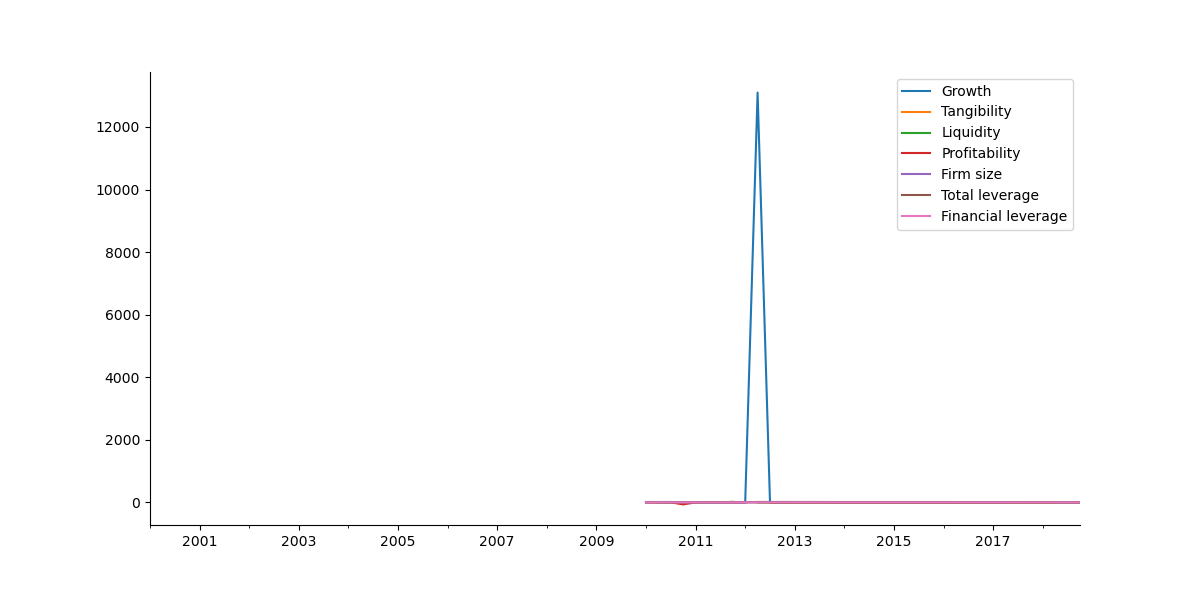 12000
10000
8000
6000
4000
2000
0
2001 2003 2005 2007 2009 2011 2013 2015 2017
Growth
Tangibility
Liquidity
Profitability
Firm size
Total leverage
Financial leverage